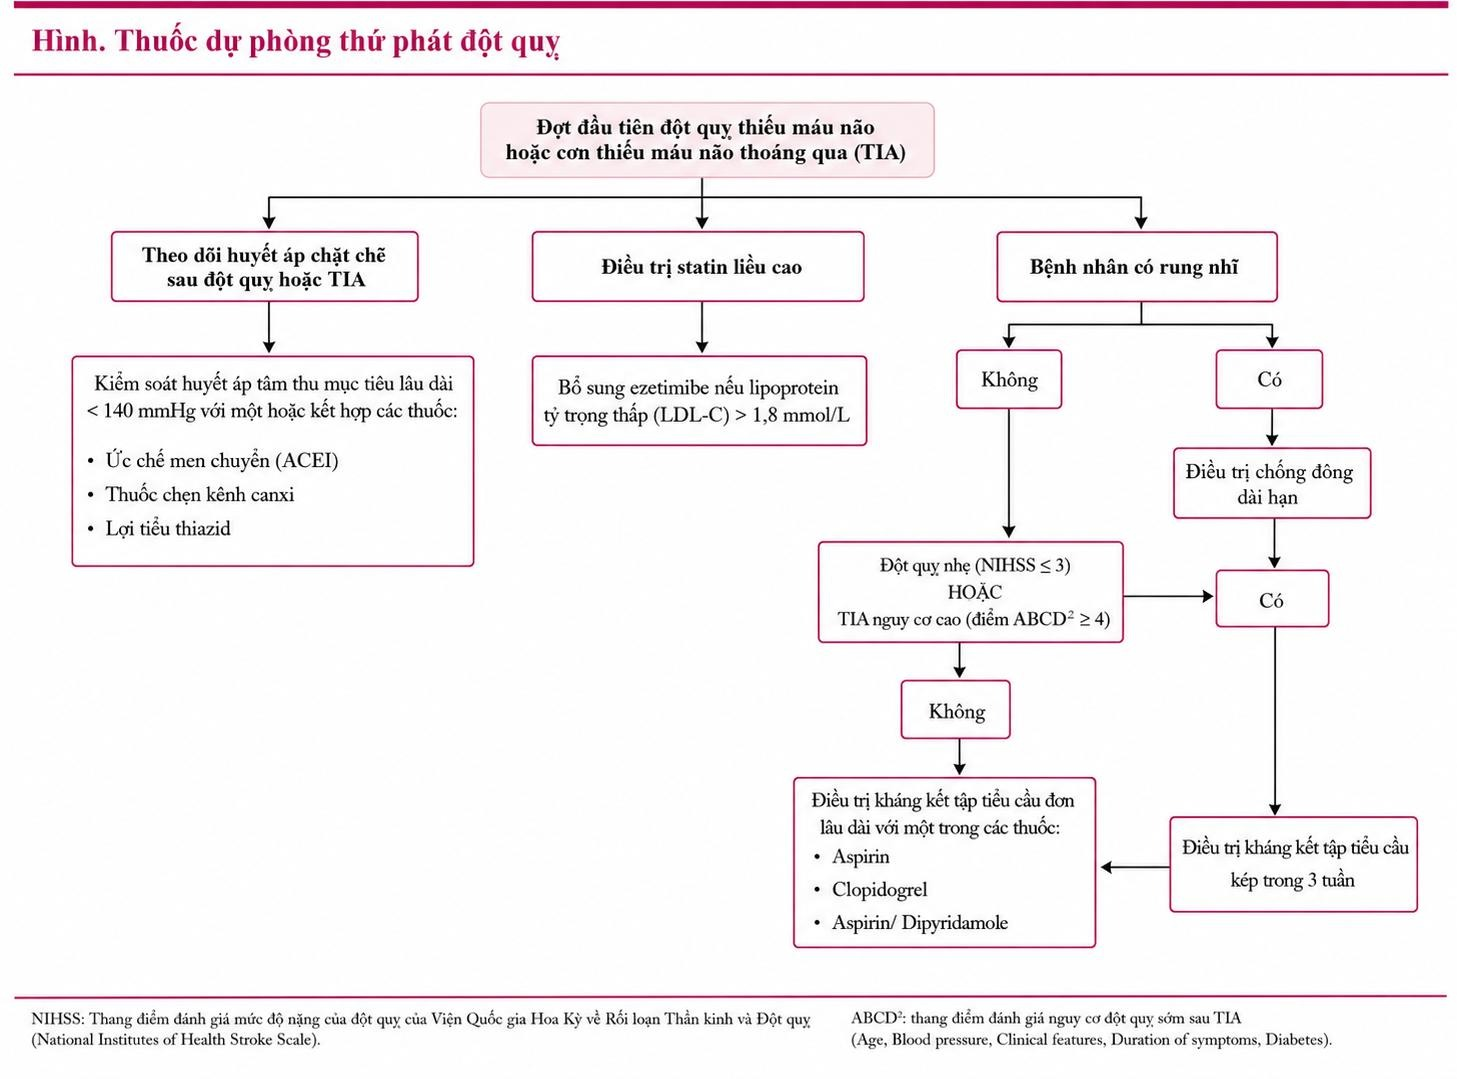 Hình. Thuốc dự phòng thứ phát đột quỵ
Đợt đầu tiên đột quỵ thiếu máu não
hoặc cơn thiếu máu não thoáng qua (TIA)
Theo dõi huyết áp chặt chẽ
sau đột quỵ hoặc TIA
Kiểm soát huyết áp tâm thu mục tiêu lâu dài
< 140 mmHg với một hoặc kết hợp các thuốc:
• Ức chế men chuyển (ACEI)
• Thuốc chẹn kênh canxi
• Lợi tiểu thiazid
Điều trị statin liều cao
Bổ sung ezetimibe nếu lipoprotein
tỷ trọng thấp (LDL-C) > 1,8 mmol/L
Bệnh nhân có rung nhĩ
Không
Có
Điều trị chống đông
dài hạn
Đột quỵ nhẹ (NIHSS ≤ 3)
HOẶC
TIA nguy cơ cao (điểm ABCD² ≥ 4)
Có
Không
Điều trị kháng kết tập tiểu cầu đơn
lâu dài với một trong các thuốc:
• Aspirin
• Clopidogrel
• Aspirin/ Dipyridamole
Điều trị kháng kết tập tiểu cầu
kép trong 3 tuần
NIHSS: Thang điểm đánh giá mức độ nặng của đột quỵ của Viện Quốc gia Hoa Kỳ về Rối loạn Thần kinh và Đột quỵ
(National Institutes of Health Stroke Scale).
ABCD²: thang điểm đánh giá nguy cơ đột quỵ sớm sau TIA
(Age, Blood pressure, Clinical features, Duration of symptoms, Diabetes).